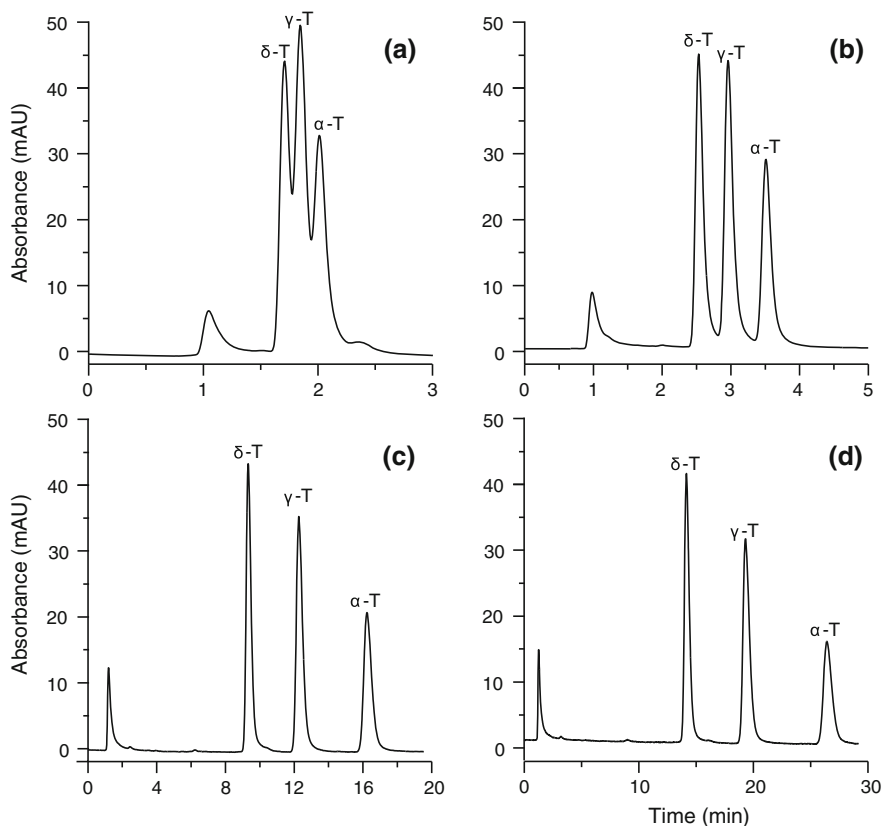 Absorbance (mAU)
50
40
30
20
10
0
0 1 2 3
δ-T
γ-T
α-T
(a)
50
40
30
20
10
0
0 1 2 3 4 5
δ-T
γ-T
α-T
(b)
Absorbance (mAU)
50
40
30
20
10
0
0 4 8 12 16 20
δ-T
γ-T
α-T
(c)
50
40
30
20
10
0
0 10 20 30
δ-T
γ-T
α-T
(d)
Time (min)